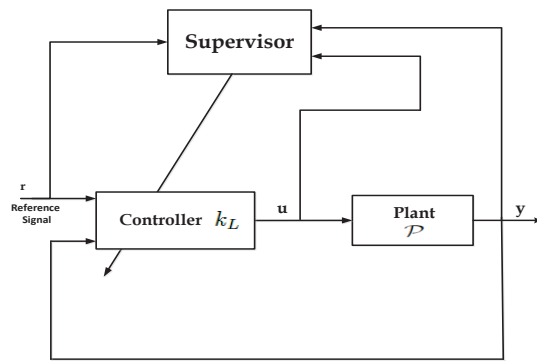 Supervisor
r
Reference
Signal
Controller k_L
u
Plant
P
y